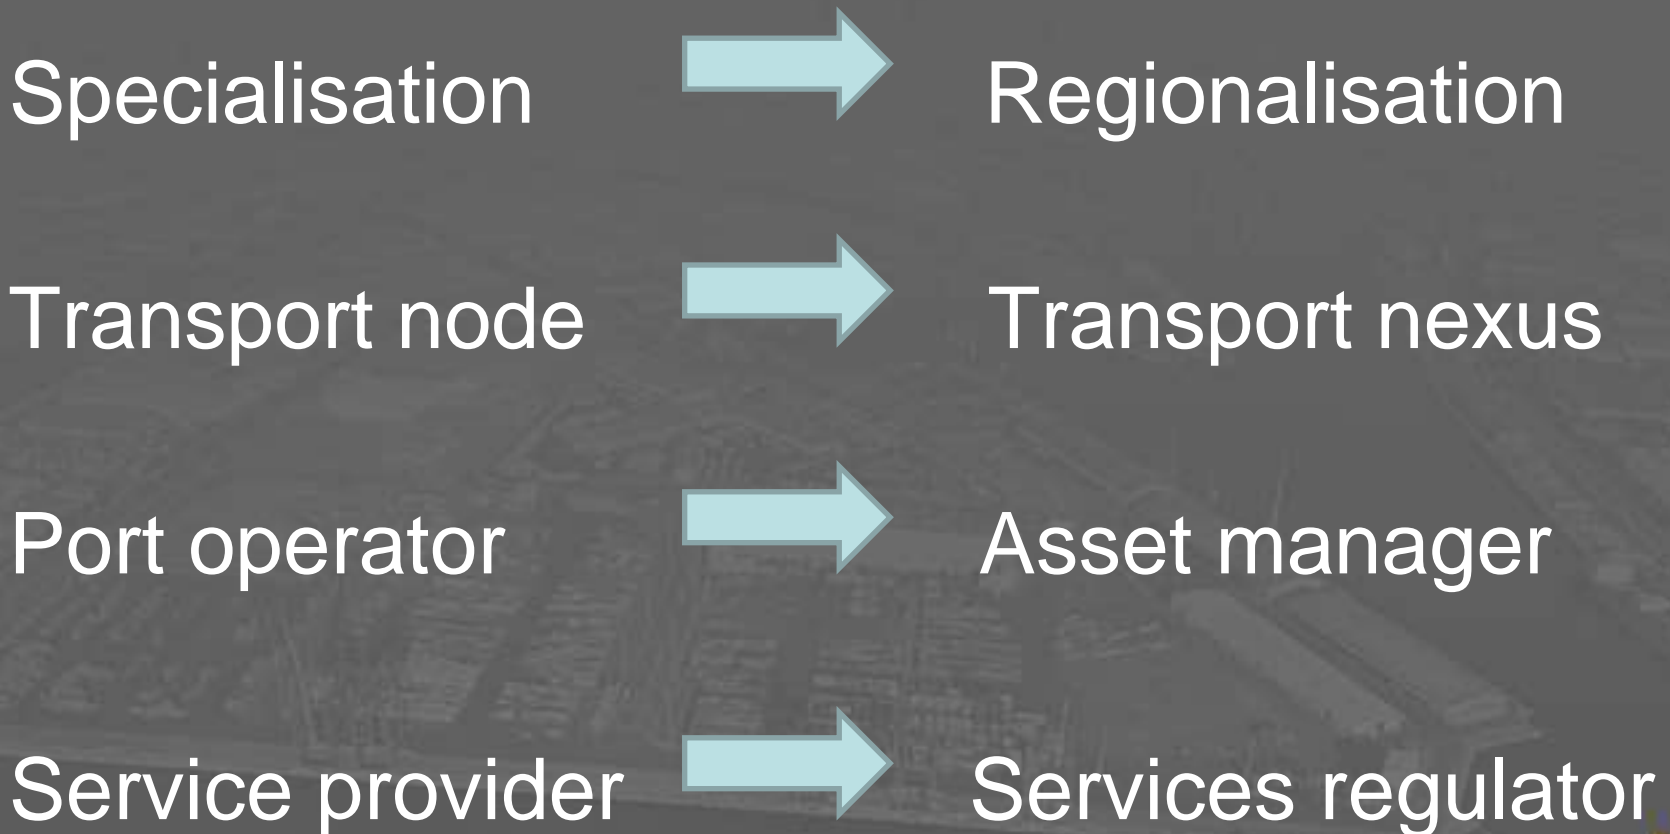 Specialisation Regionalisation
Transport node Transport nexus
Port operator Asset manager
Service provider Services regulator